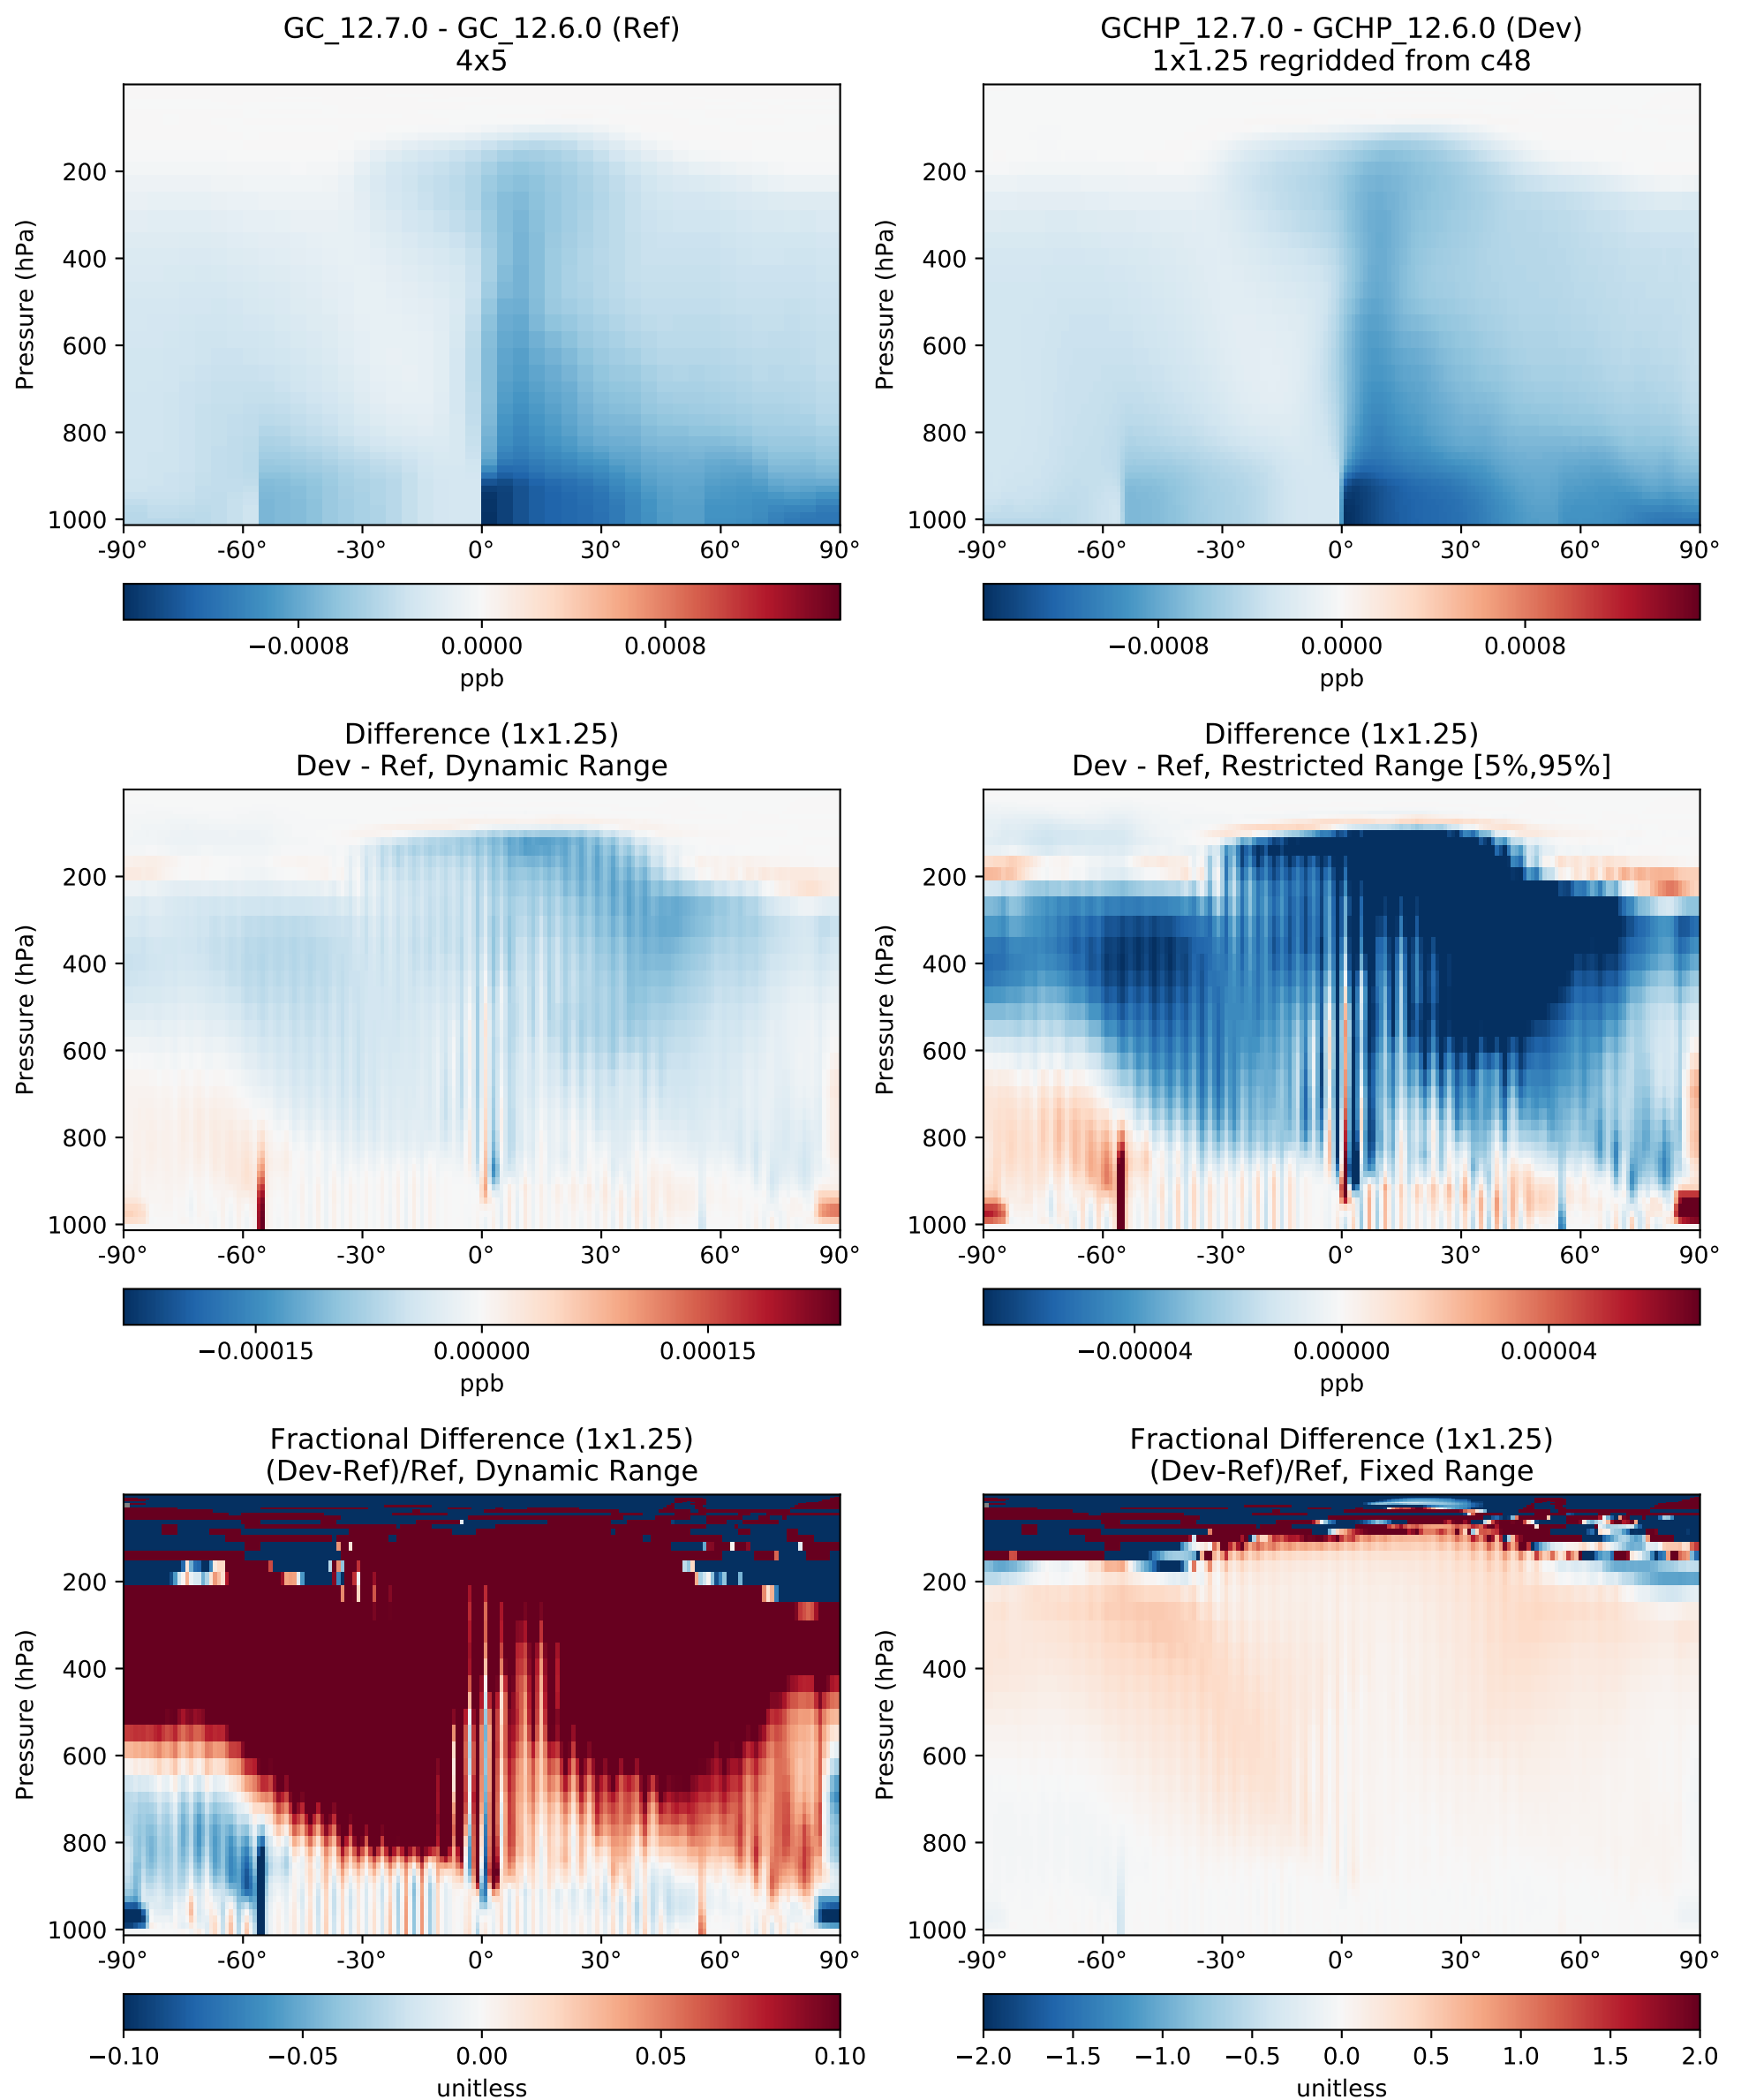 GC_12.7.0 - GC_12.6.0 (Ref)
4x5
GCHP_12.7.0 - GCHP_12.6.0 (Dev)
1x1.25 regridded from c48
Pressure (hPa)
200
400
600
800
1000
-90° -60° -30° 0° 30° 60° 90°
−0.0008 0.0000 0.0008
ppb
Pressure (hPa)
200
400
600
800
1000
-90° -60° -30° 0° 30° 60° 90°
−0.0008 0.0000 0.0008
ppb
Difference (1x1.25)
Dev - Ref, Dynamic Range
Difference (1x1.25)
Dev - Ref, Restricted Range [5%,95%]
Pressure (hPa)
200
400
600
800
1000
-90° -60° -30° 0° 30° 60° 90°
−0.00015 0.00000 0.00015
ppb
Pressure (hPa)
200
400
600
800
1000
-90° -60° -30° 0° 30° 60° 90°
−0.00004 0.00000 0.00004
ppb
Fractional Difference (1x1.25)
(Dev-Ref)/Ref, Dynamic Range
Fractional Difference (1x1.25)
(Dev-Ref)/Ref, Fixed Range
Pressure (hPa)
200
400
600
800
1000
-90° -60° -30° 0° 30° 60° 90°
−0.10 −0.05 0.00 0.05 0.10
unitless
Pressure (hPa)
200
400
600
800
1000
-90° -60° -30° 0° 30° 60° 90°
−2.0 −1.5 −1.0 −0.5 0.0 0.5 1.0 1.5 2.0
unitless